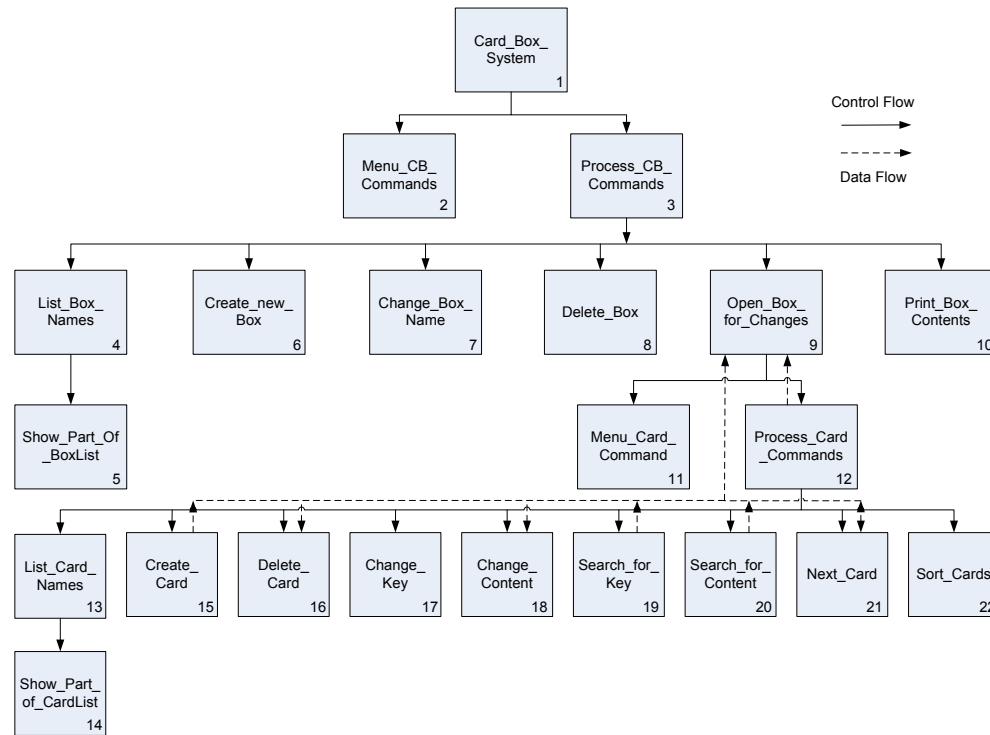 Card_Box_
System
1
Control Flow
Data Flow
Menu_CB_
Commands
2
Process_CB_
Commands
3
List_Box_
Names
4
Create_new_
Box
6
Change_Box_
Name
7
Delete_Box
8
Open_Box_
for_Changes
9
Print_Box_
Contents
10
Show_Part_Of
_BoxList
5
Menu_Card_
Command
11
Process_Card
_Commands
12
List_Card_
Names
13
Create_
Card
15
Delete_
Card
16
Change_
Key
17
Change_
Content
18
Search_for_
Key
19
Search_for_
Content
20
Next_Card
21
Sort_Cards
22
Show_Part_
of_CardList
14